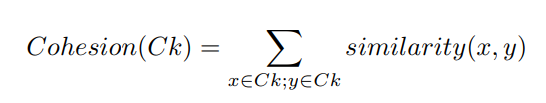 Cohesion(Ck) = ∑ similarity(x, y)
x∈Ck;y∈Ck